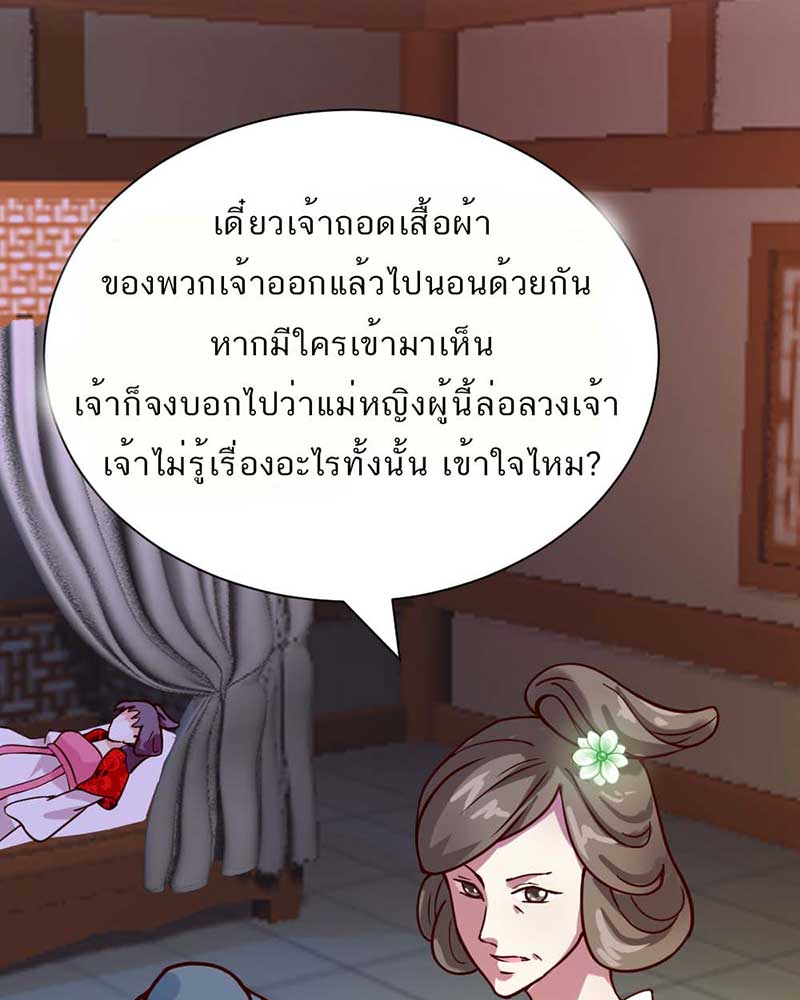 เดี๋ยวเจ้าถอดเสื้อผ้า
ของพวกเจ้าออกแล้วไปนอนด้วยกัน
หากมีใครเข้ามาเห็น
เจ้าก็จงบอกไปว่าแม่หญิงผู้นี้ล่อลวงเจ้า
เจ้าไม่รู้เรื่องอะไรทั้งนั้น เข้าใจไหม?